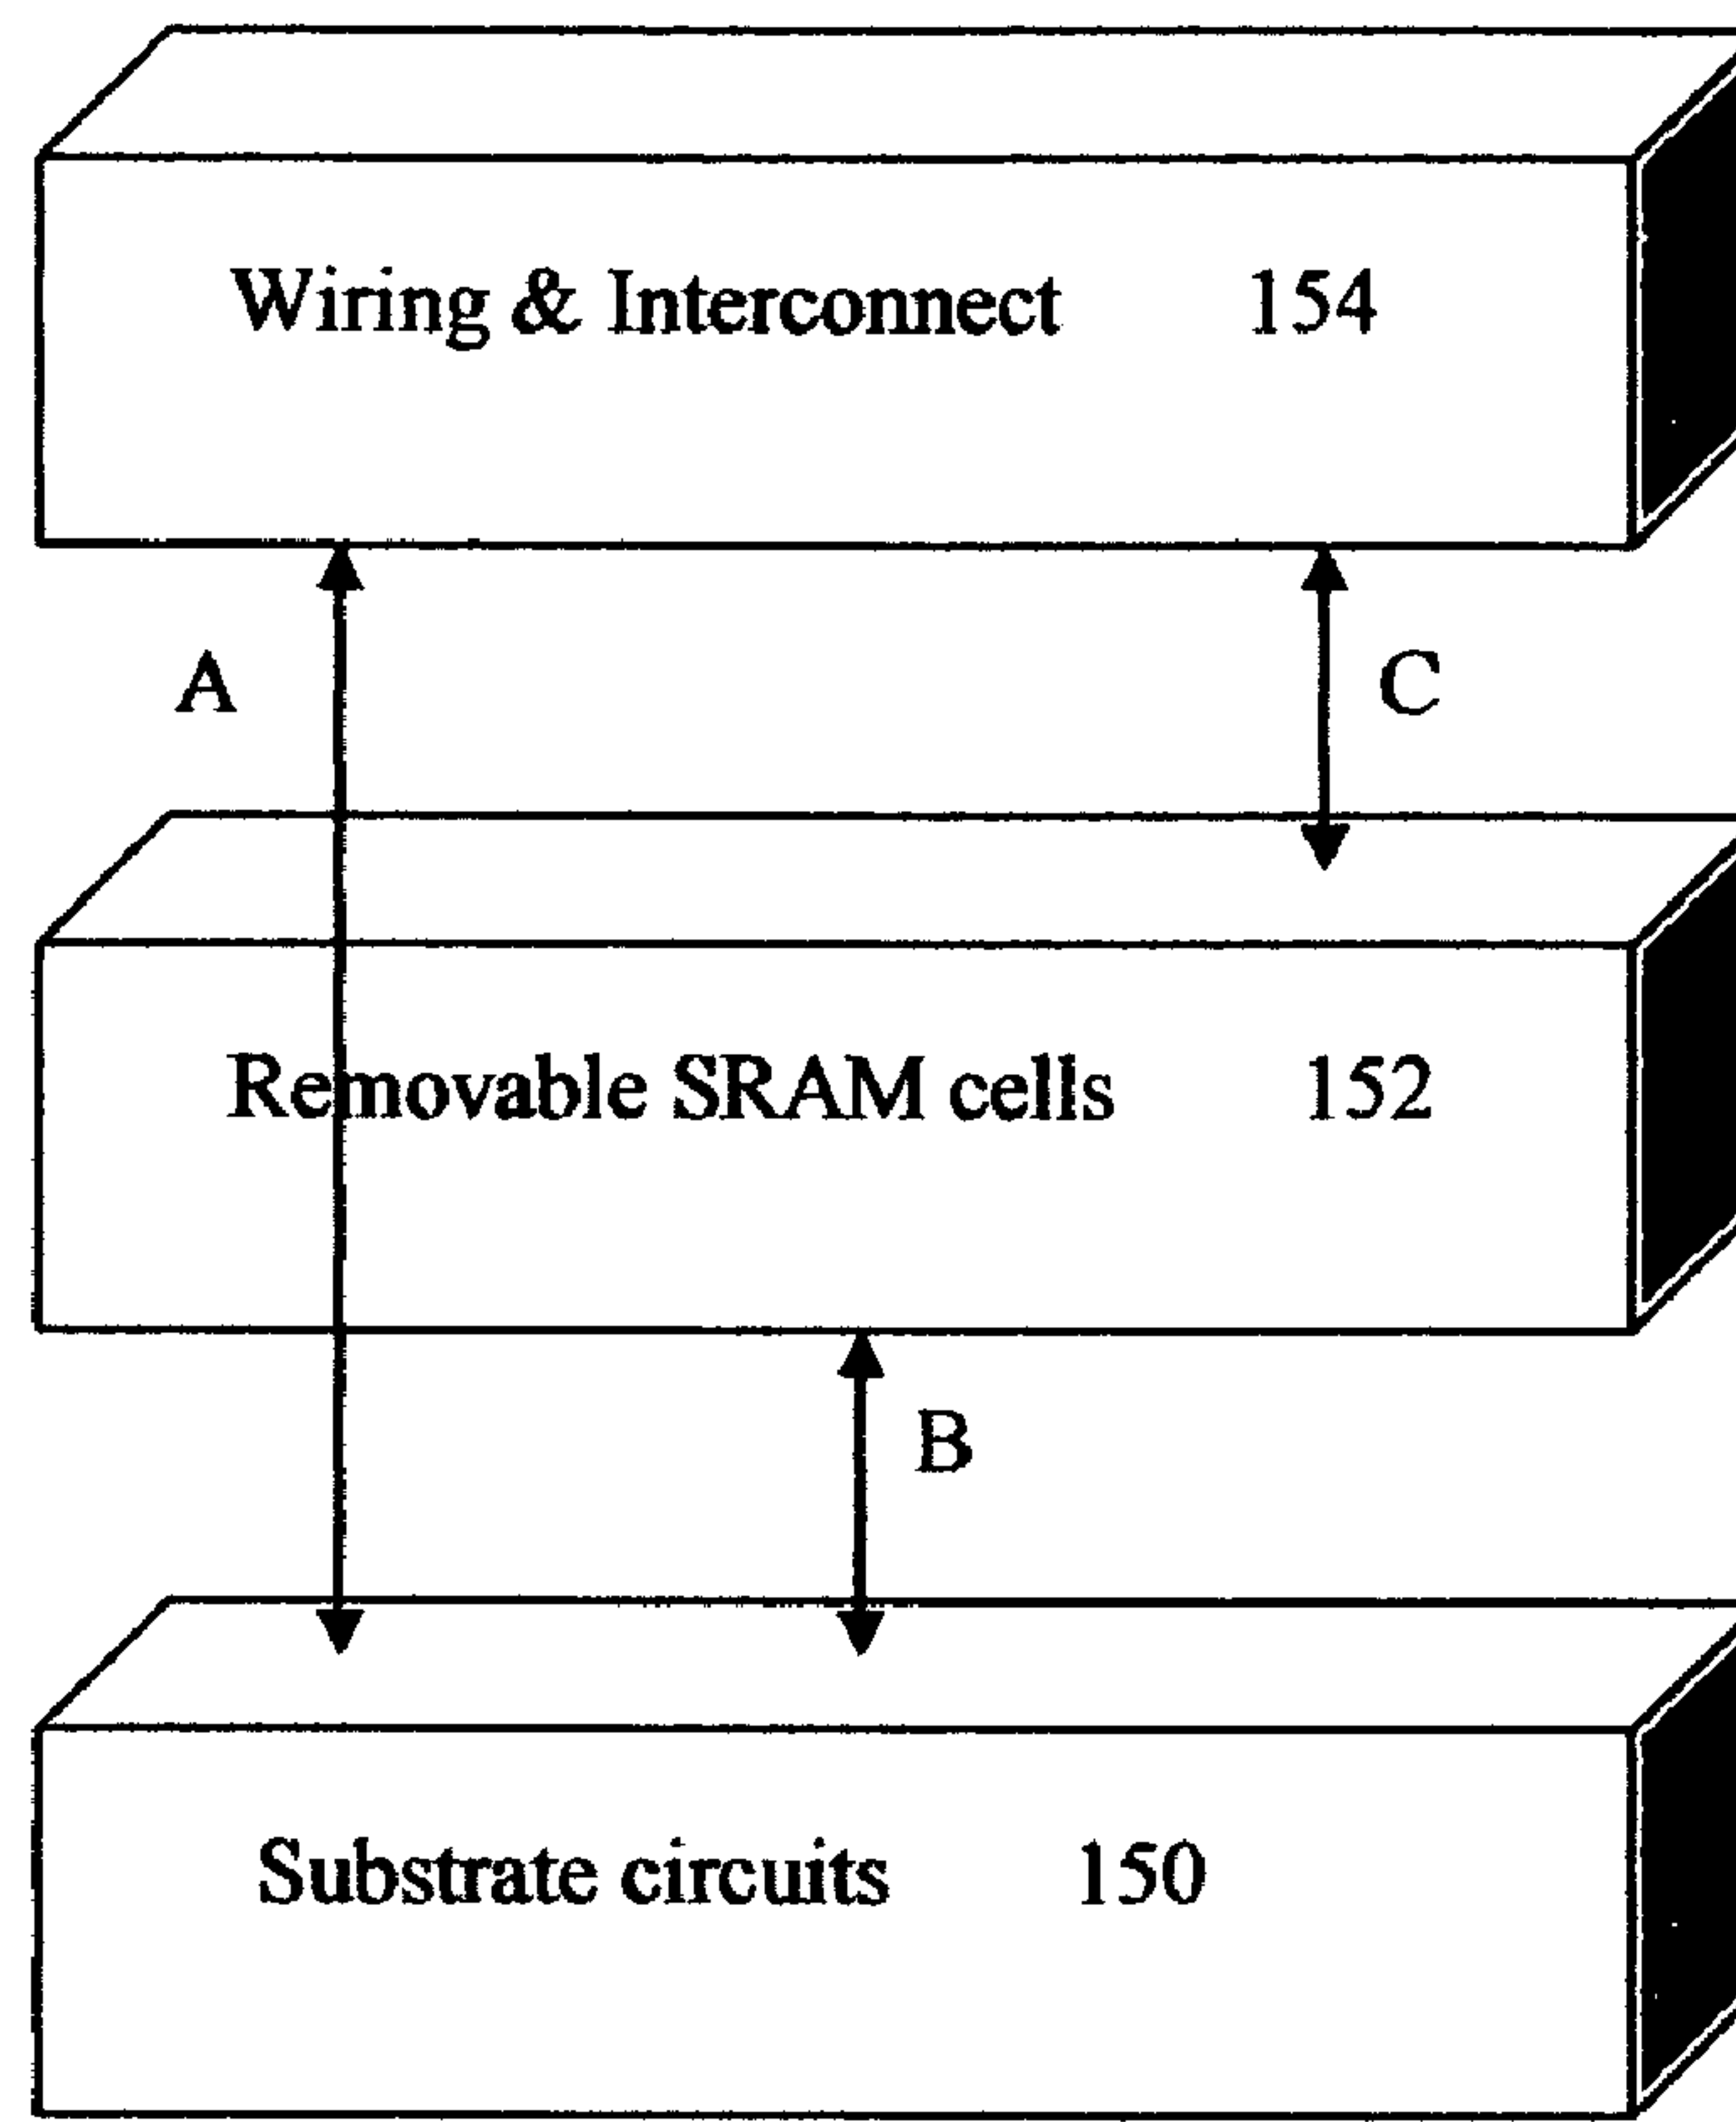 Wiring & Interconnect 154
A C
Removable SRAM cells 152
B
Substrate circuits 150